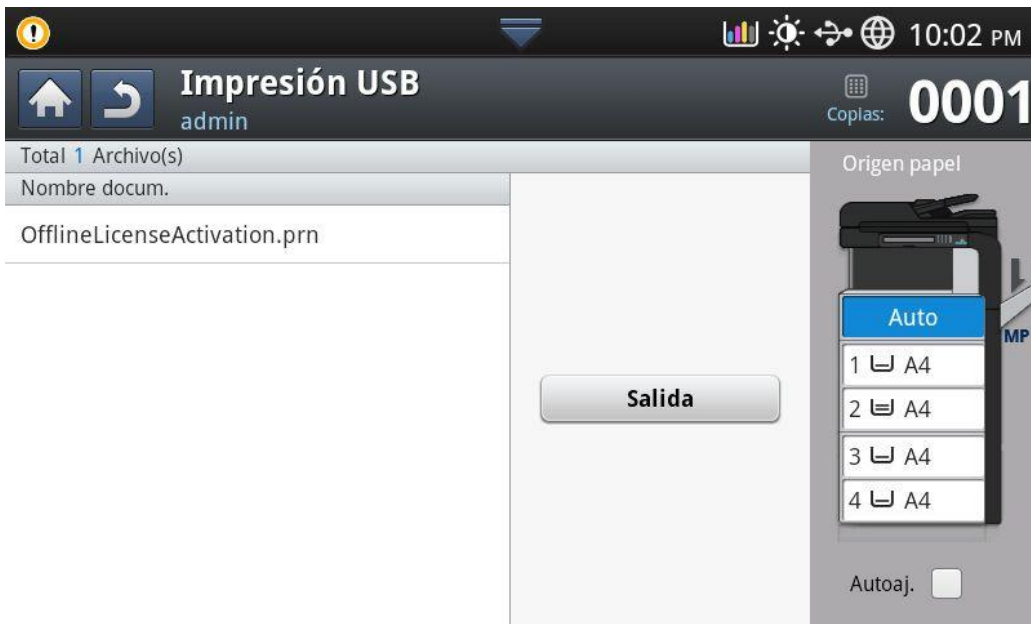 10:02 PM
Impresión USB
admin
Copias: 0001
Total 1 Archivo(s)
Nombre docum.
OfflineLicenseActivation.prn
Salida
Origen papel
Auto
MP
1 A4
2 A4
3 A4
4 A4
Autoaj.